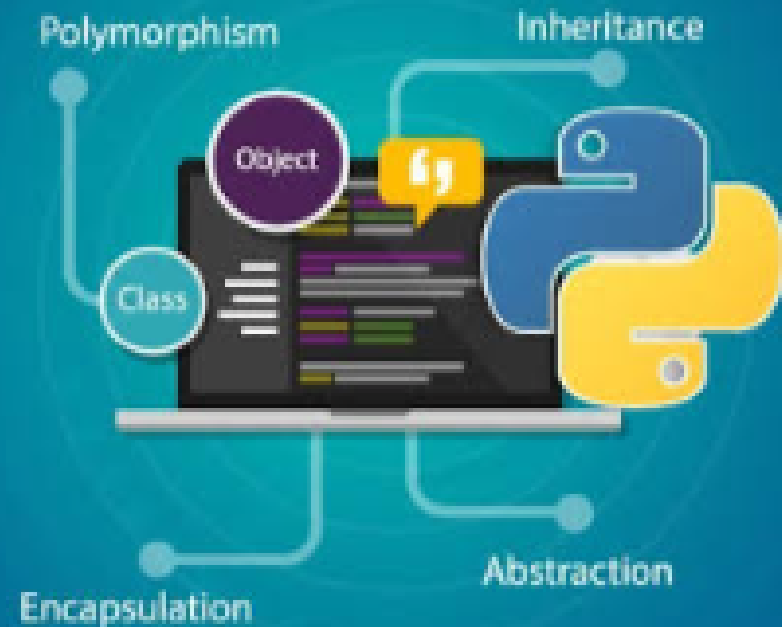 Polymorphism
Inheritance
Object
Class
Abstraction
Encapsulation